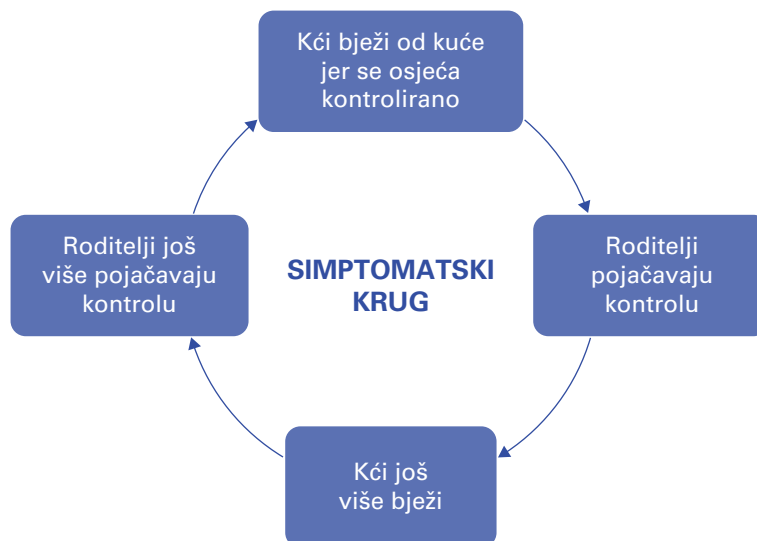 Kći bježi od kuće
jer se osjeća
kontrolirano
Roditelji
pojačavaju
kontrolu
Kći još
više bježi
Roditelji još
više pojačavaju
kontrolu
SIMPTOMATSKI
KRUG